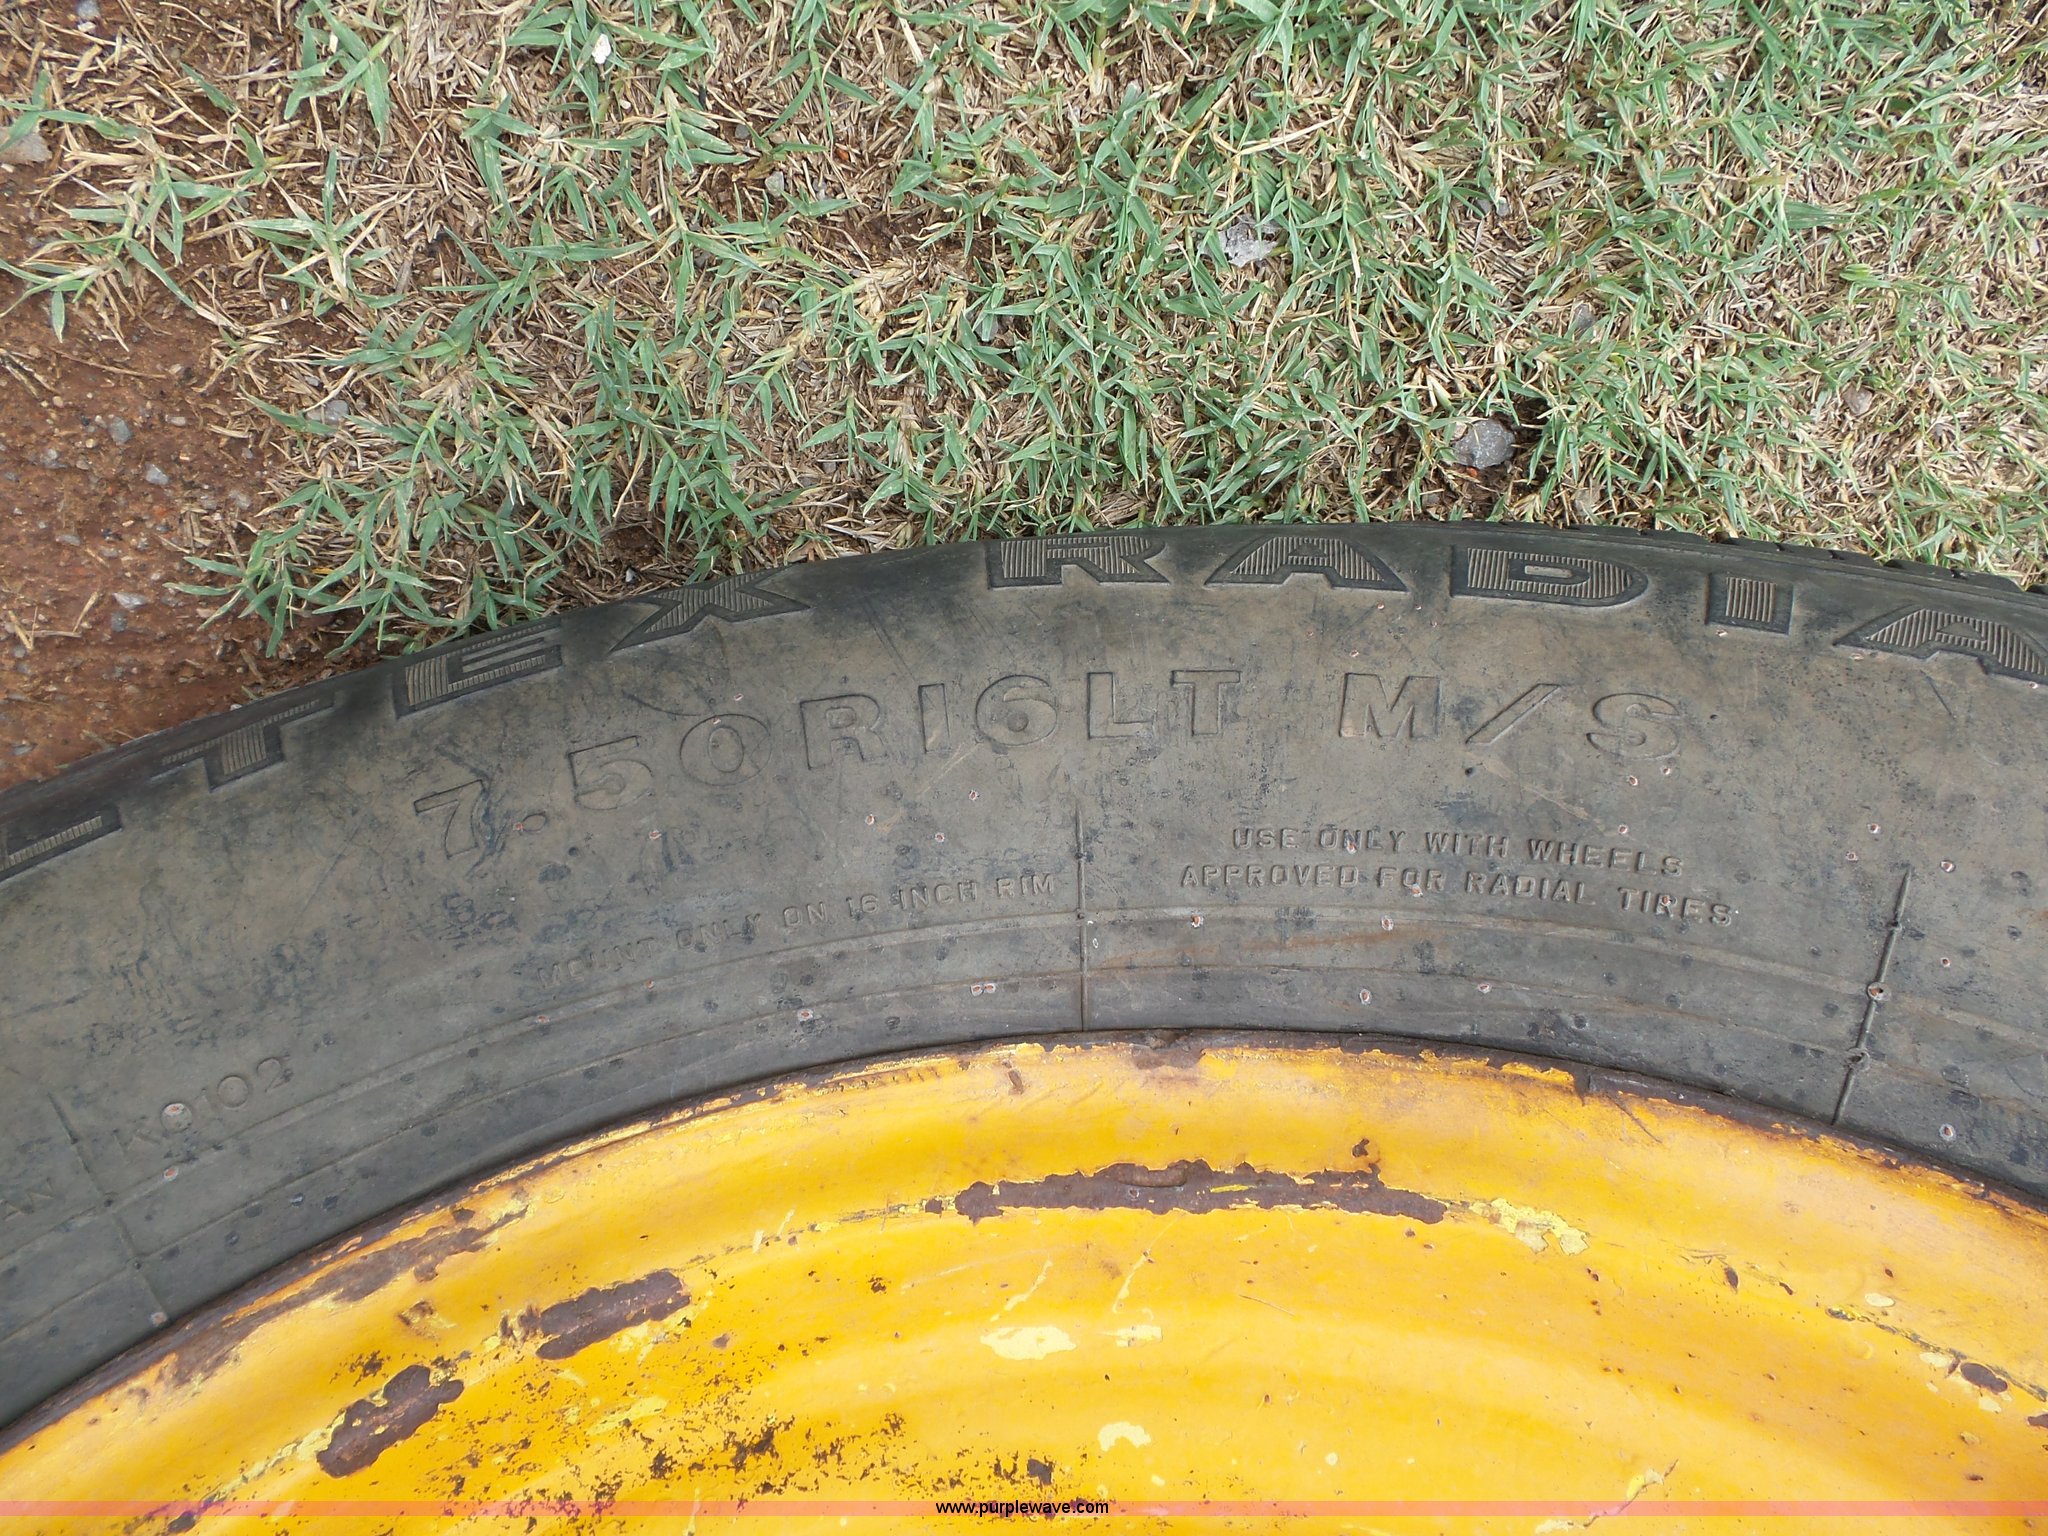 LTEX RADIA
7.50R16LT M/S
USE ONLY WITH WHEELS
APPROVED FOR RADIAL TIRES
MOUNT ONLY ON 16 INCH RIM
www.purplewave.com